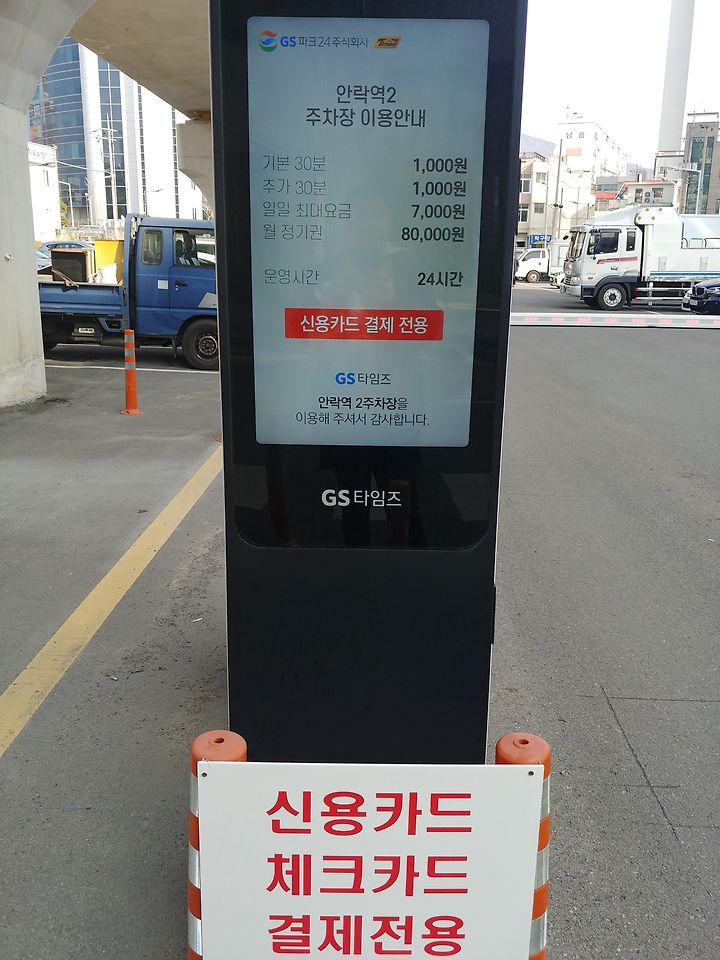 GS 파크24주식회사
안락역2
주차장 이용안내
기본 30분 1,000원
추가 30분 1,000원
일일 최대요금 7,000원
월 정기권 80,000원
운영시간 24시간
신용카드 결제 전용
GS타임즈
안락역 2주차장을
이용해 주셔서 감사합니다.
GS타임즈
신용카드
체크카드
결제전용